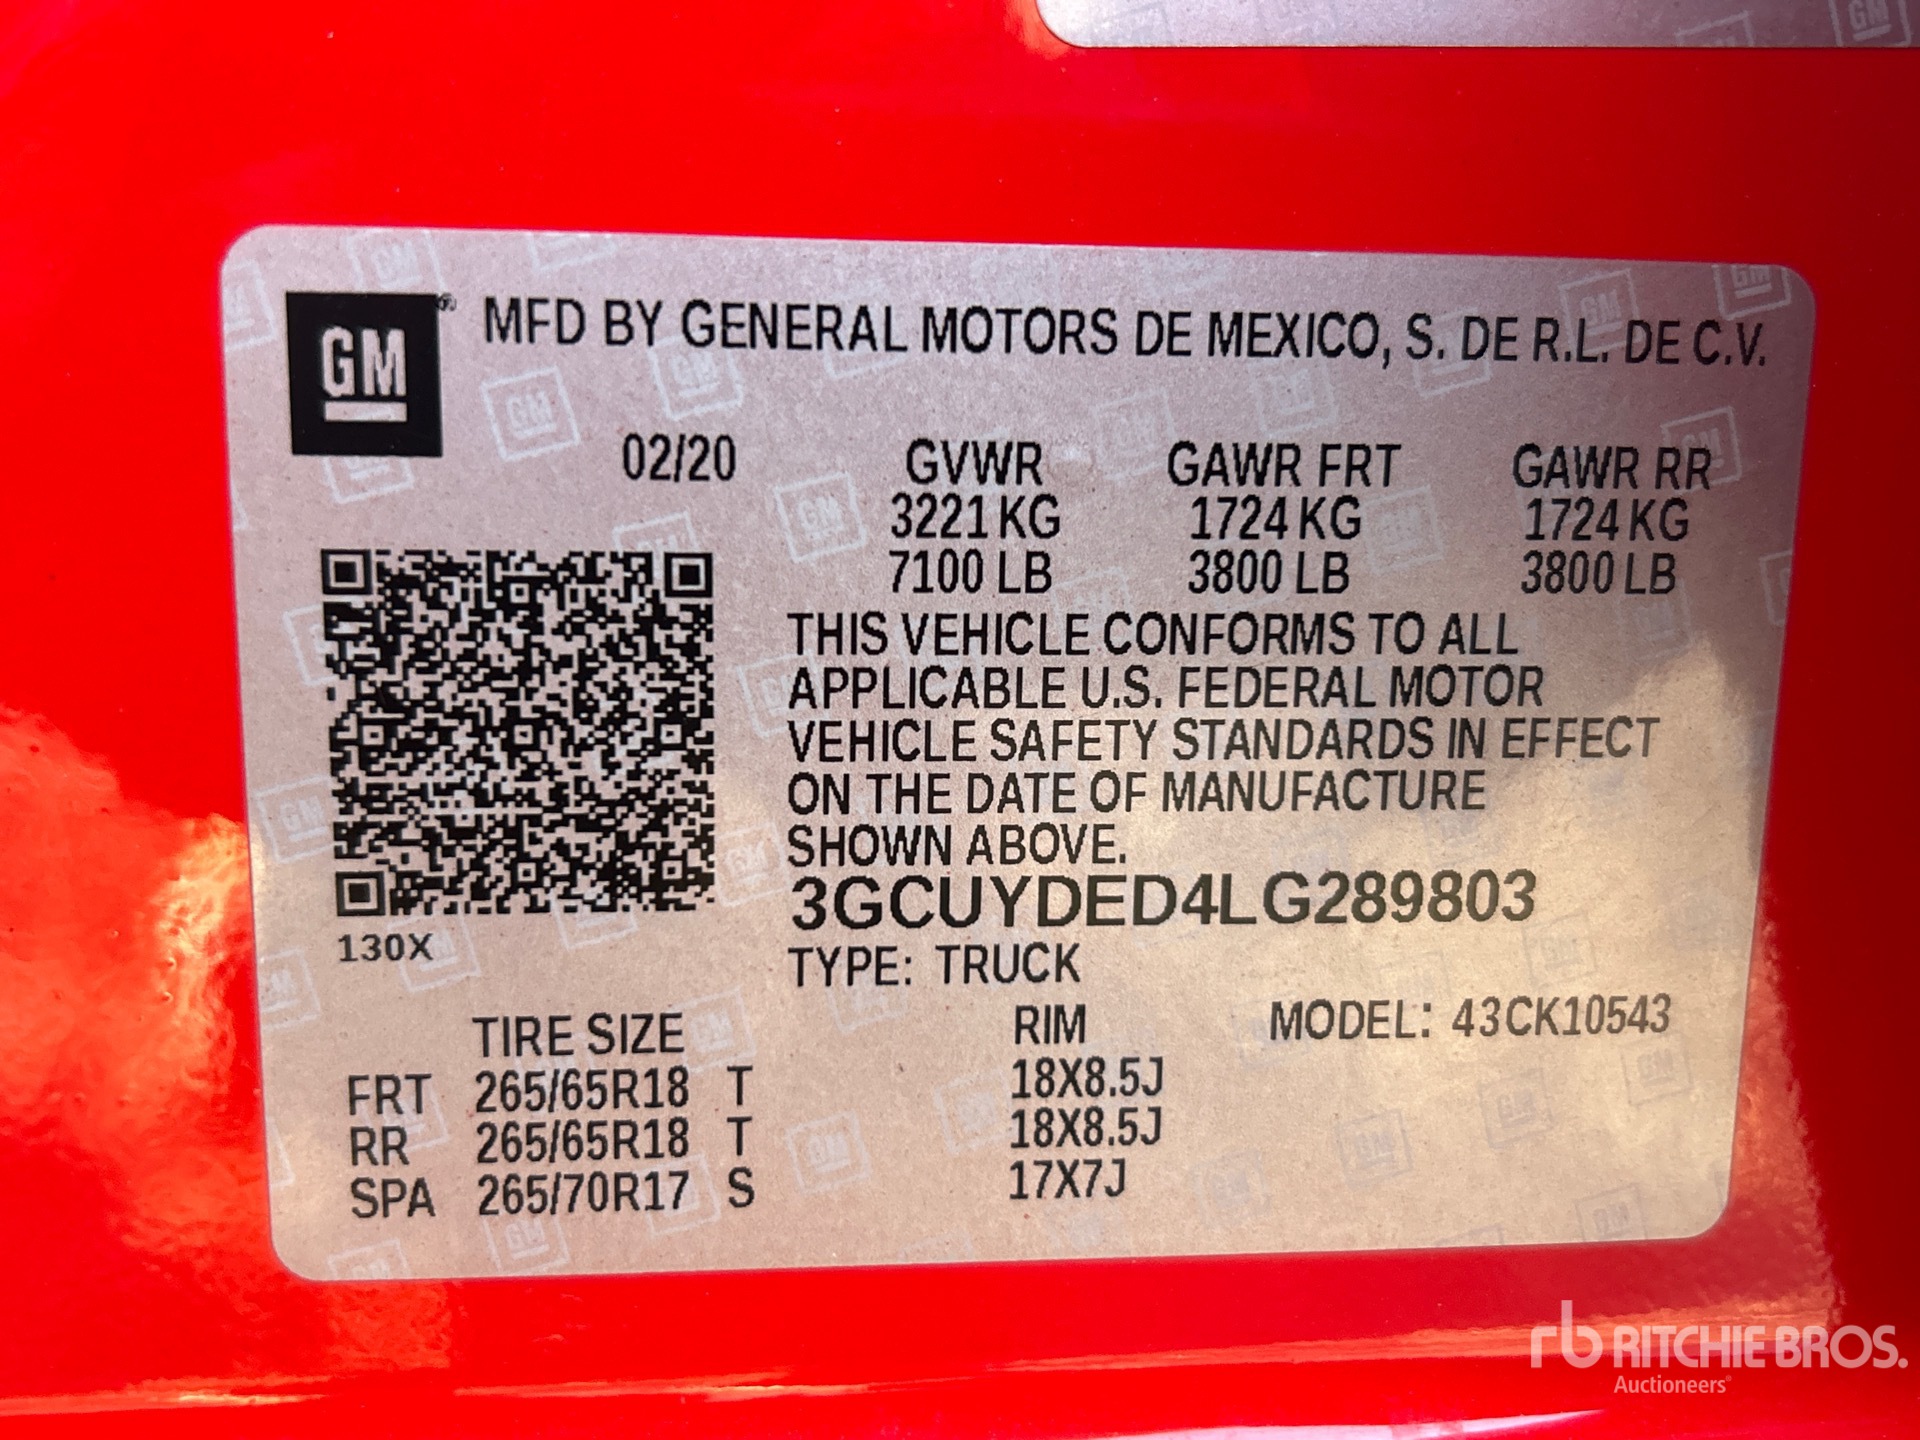 GM
MFD BY GENERAL MOTORS DE MEXICO, S. DE R.L. DE C.V.
02/20 GVWR GAWR FRT GAWR RR
3221 KG 1724 KG 1724 KG
7100 LB 3800 LB 3800 LB
THIS VEHICLE CONFORMS TO ALL
APPLICABLE U.S. FEDERAL MOTOR
VEHICLE SAFETY STANDARDS IN EFFECT
ON THE DATE OF MANUFACTURE
SHOWN ABOVE.
3GCUYDED4LG289803
130X
TYPE: TRUCK
TIRE SIZE RIM MODEL: 43CK10543
FRT 265/65R18 T 18X8.5J
RR 265/65R18 T 18X8.5J
SPA 265/70R17 S 17X7J
rb RITCHIE BROS.
Auctioneers